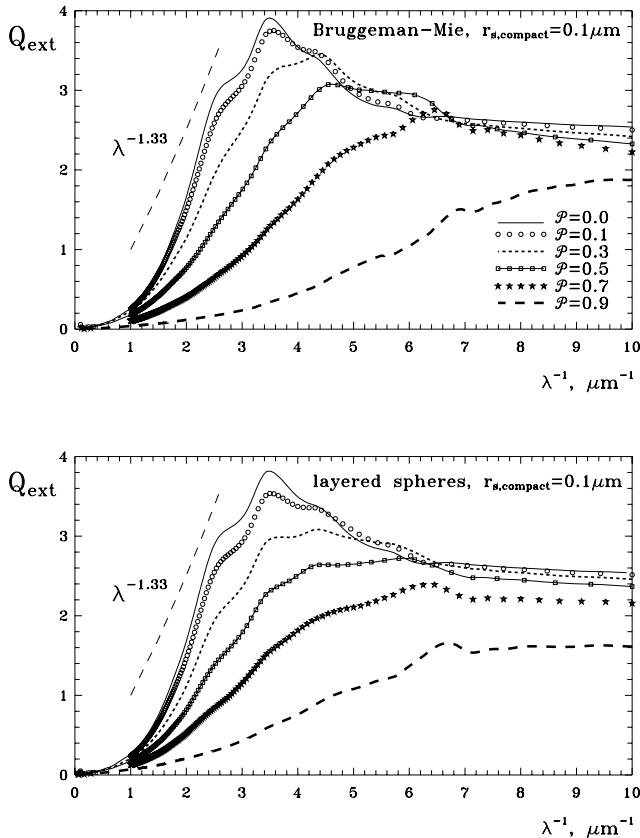 Q_ext
Bruggeman-Mie, r_s,compact=0.1μm
4
3
2
1
0
λ^-1.33
𝒫=0.0
𝒫=0.1
𝒫=0.3
𝒫=0.5
𝒫=0.7
𝒫=0.9
0 1 2 3 4 5 6 7 8 9 10
λ^-1, μm^-1
Q_ext
layered spheres, r_s,compact=0.1μm
4
3
2
1
0
λ^-1.33
0 1 2 3 4 5 6 7 8 9 10
λ^-1, μm^-1